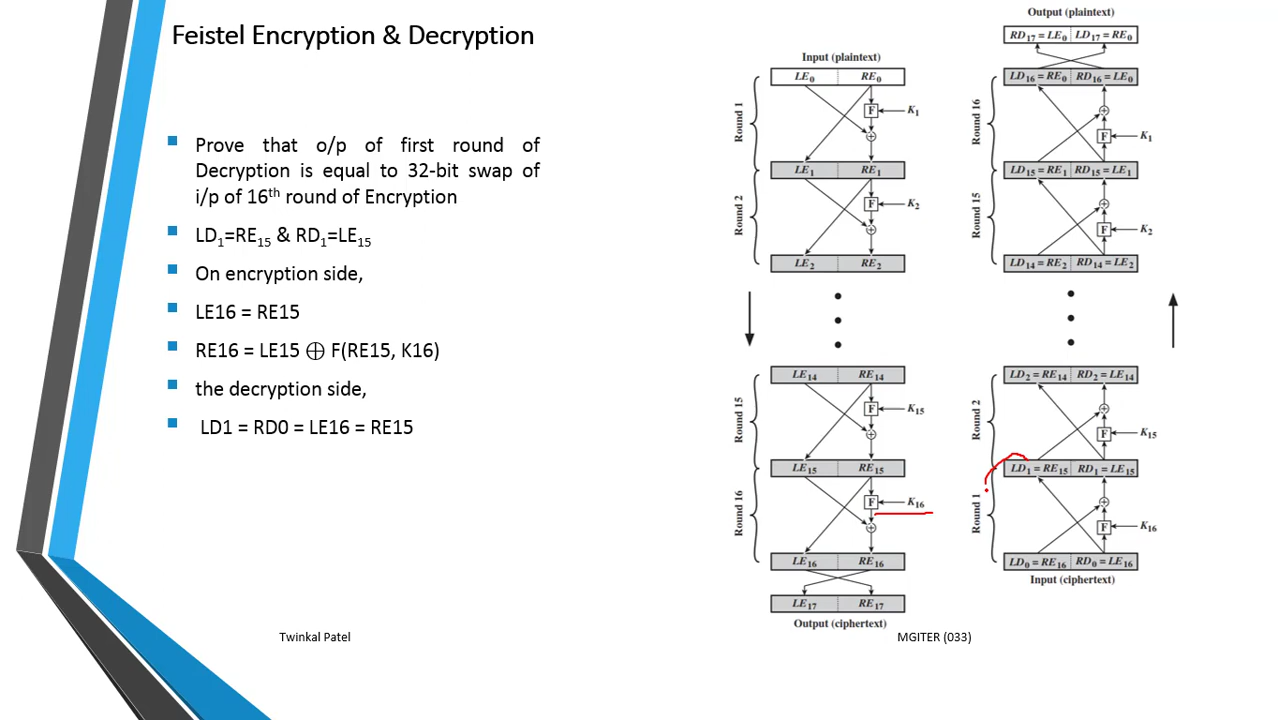 Feistel Encryption & Decryption
Prove that o/p of first round of
Decryption is equal to 32-bit swap of
i/p of 16th round of Encryption
LD1=RE15 & RD1=LE15
On encryption side,
LE16 = RE15
RE16 = LE15 ⊕ F(RE15, K16)
the decryption side,
LD1 = RD0 = LE16 = RE15
Input (plaintext)
LE0 RE0
Round 1
F K1
LE1 RE1
Round 2
F K2
LE2 RE2
LE14 RE14
Round 15
F K15
LE15 RE15
Round 16
F K16
LE16 RE16
LE17 RE17
Output (ciphertext)
Output (plaintext)
RD17 = LE0 LD17 = RE0
LD16 = RE0 RD16 = LE0
Round 16
F K1
LD15 = RE1 RD15 = LE1
Round 15
F K2
LD14 = RE2 RD14 = LE2
LD2 = RE14 RD2 = LE14
Round 2
F K15
LD1 = RE15 RD1 = LE15
Round 1
F K16
LD0 = RE16 RD0 = LE16
Input (ciphertext)
Twinkal Patel
MGITER (033)